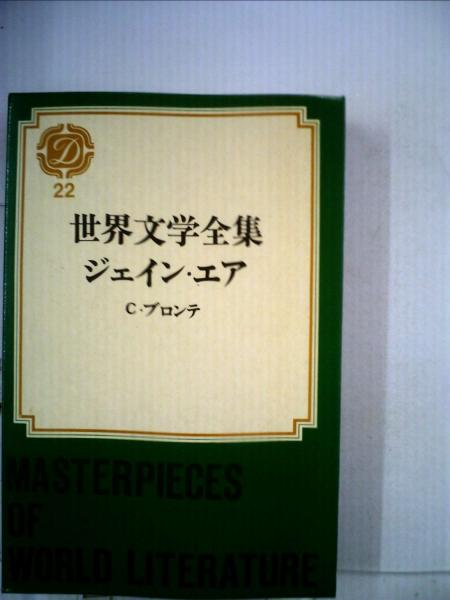 D
22
世界文学全集
ジェイン・エア
C・ブロンテ
MASTERPIECES
OF
WORLD LITERATURE